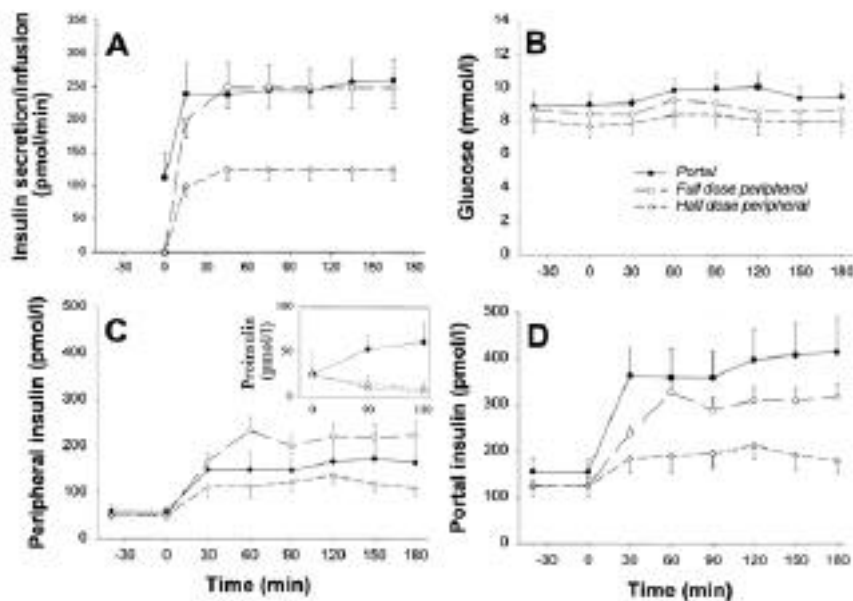 A
Insulin secretion/infusion
(pmol/min)
350
300
250
200
150
100
50
0
-30 0 30 60 90 120 150 180
B
Glucose (mmol/l)
14
12
10
8
6
4
2
0
Portal
Full dose peripheral
Half dose peripheral
-30 0 30 60 90 120 150 180
C
Peripheral insulin (pmol/l)
500
400
300
200
100
0
Proinsulin
(pmol/l)
100
50
0
0 90 180
-30 0 30 60 90 120 150 180
Time (min)
D
Portal insulin (pmol/l)
500
400
300
200
100
0
-30 0 30 60 90 120 150 180
Time (min)